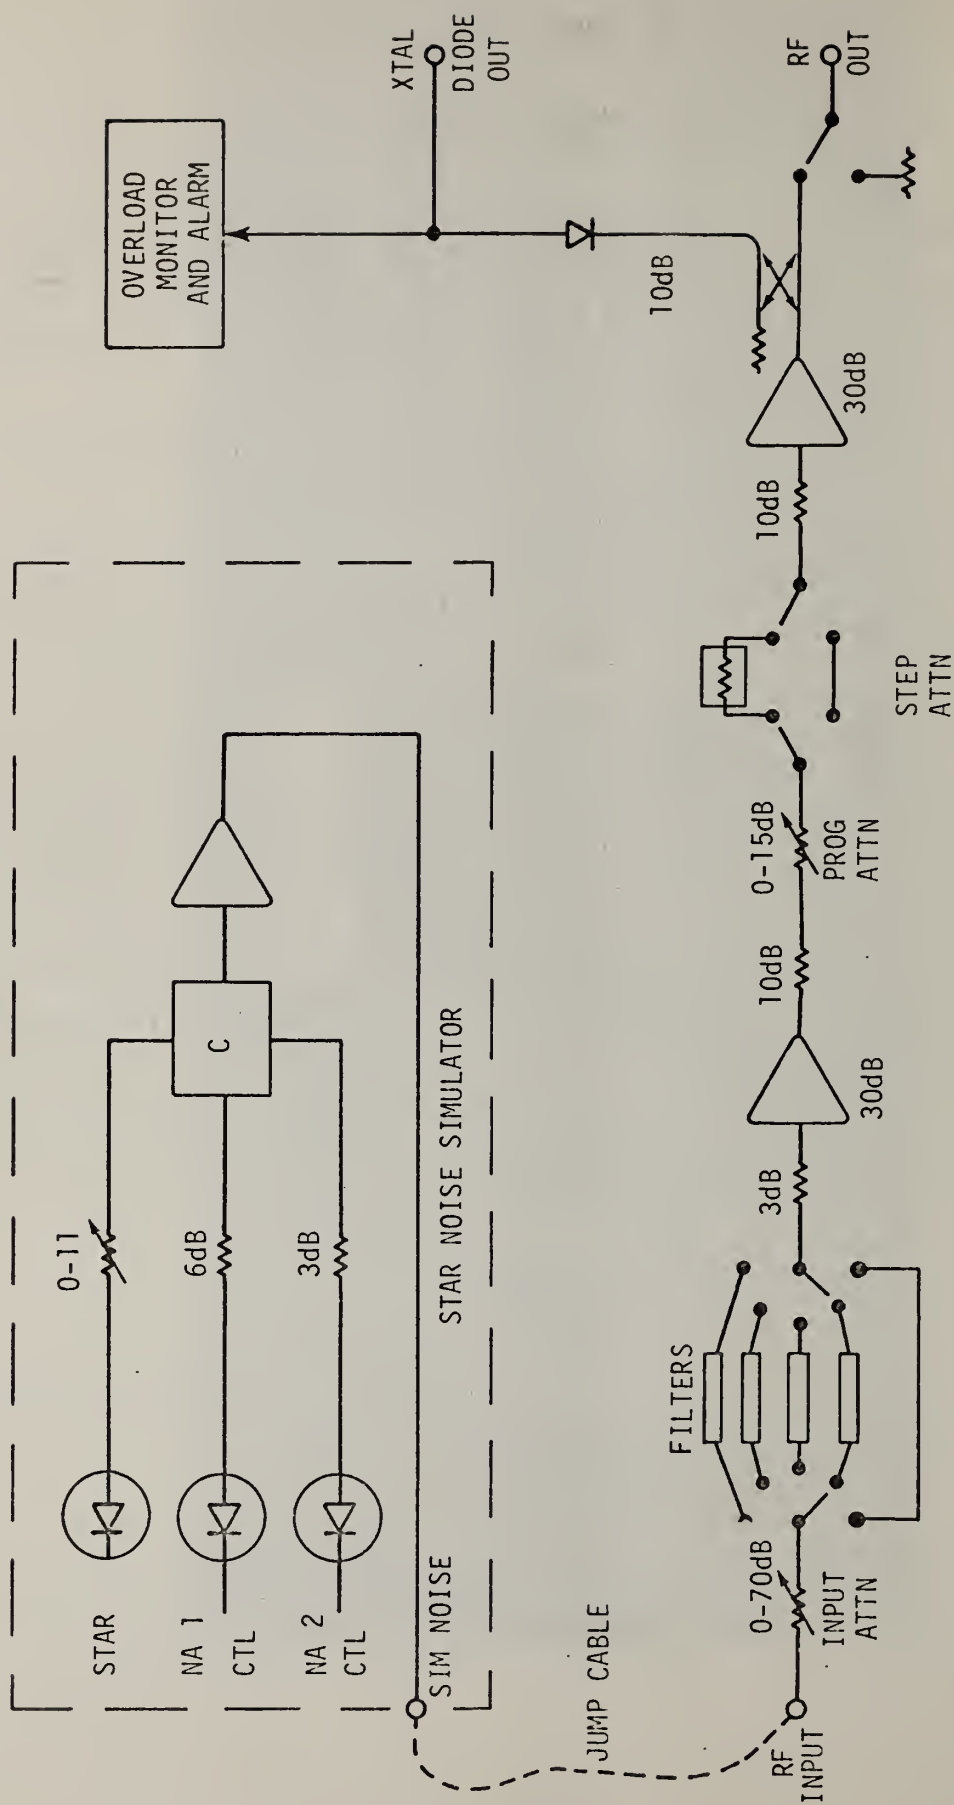 STAR
0-11
NA 1
CTL
6dB
NA 2
CTL
3dB
C
SIM NOISE
STAR NOISE SIMULATOR
OVERLOAD
MONITOR
AND ALARM
XTAL
DIODE
OUT
10dB
JUMP CABLE
RF
INPUT
0-70dB
INPUT
ATTN
FILTERS
3dB
30dB
10dB
0-15dB
PROG
ATTN
STEP
ATTN
10dB
30dB
RF
OUT